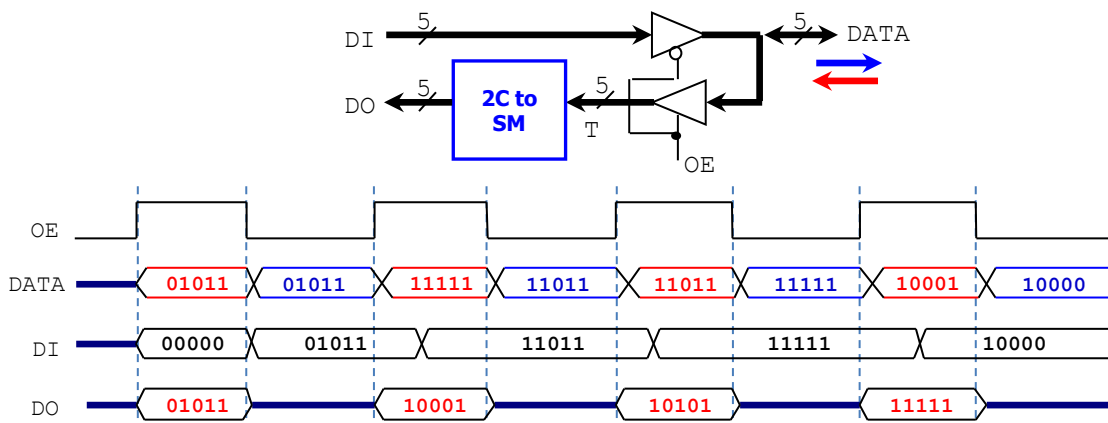 DI 5 5 DATA
DO 5 2C to SM 5 T
OE
OE
DATA 01011 01011 11111 11011 11011 11111 10001 10000
DI 00000 01011 11011 11111 10000
DO 01011 10001 10101 11111